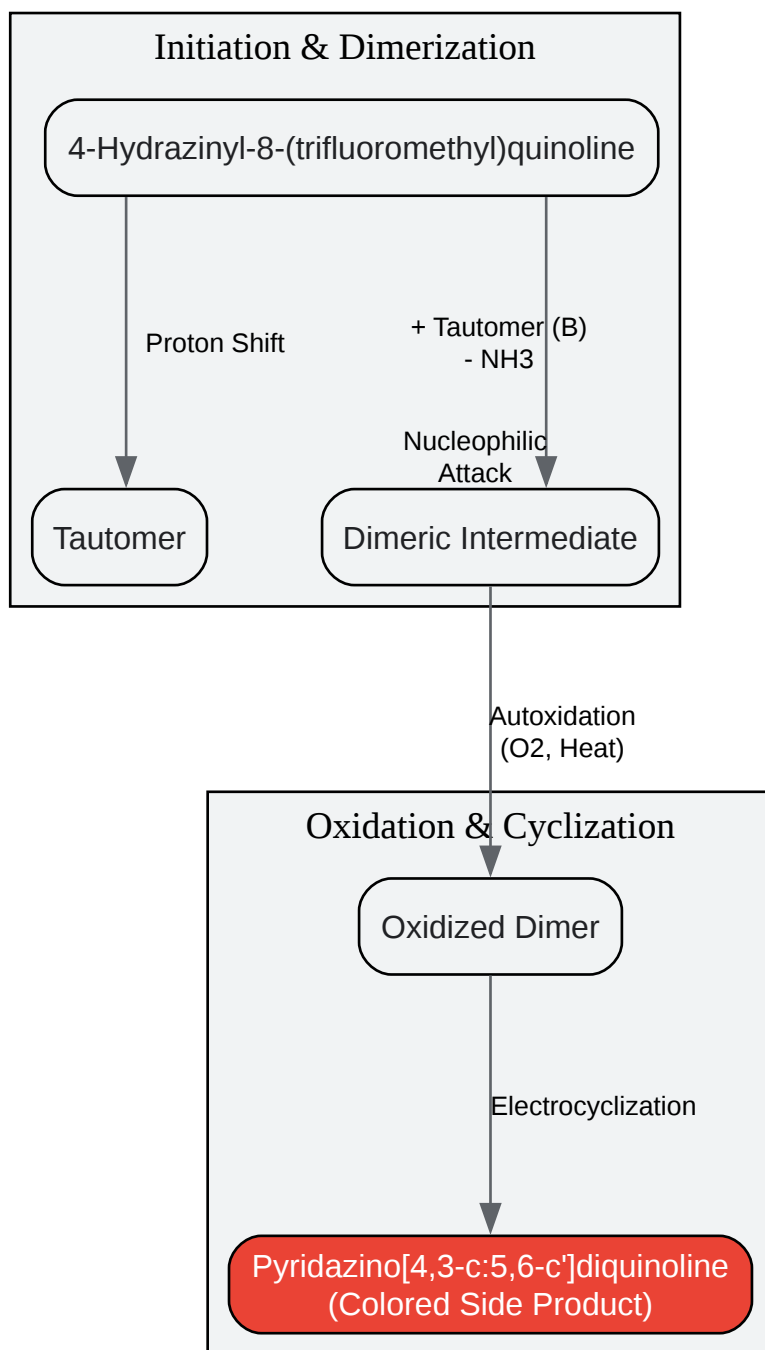 Initiation & Dimerization
4-Hydrazinyl-8-(trifluoromethyl)quinoline
Proton Shift
+ Tautomer (B)
- NH3
Nucleophilic
Attack
Tautomer
Dimeric Intermediate
Autoxidation
(O2, Heat)
Oxidation & Cyclization
Oxidized Dimer
Electrocyclization
Pyridazino[4,3-c:5,6-c']diquinoline
(Colored Side Product)